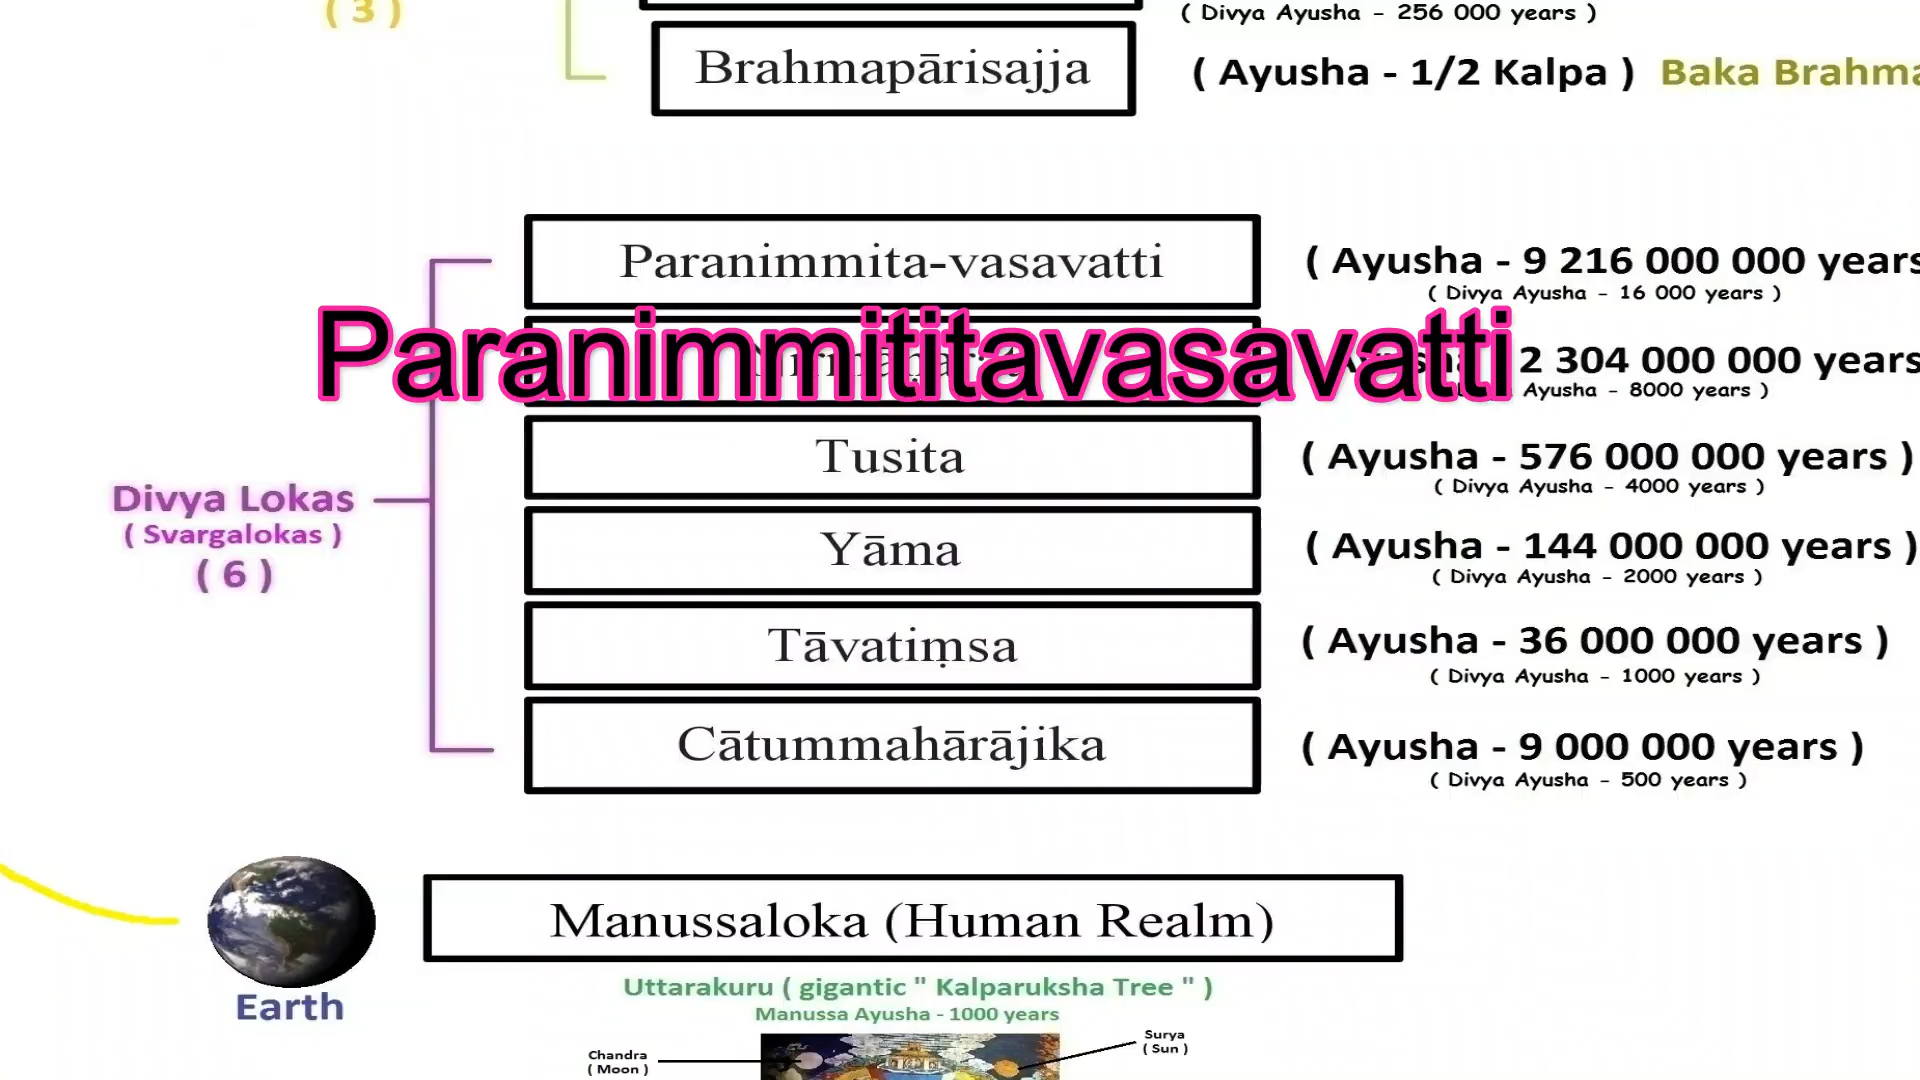 ( 3 )
( Divya Ayusha - 256 000 years )
Brahmapārisajja
( Ayusha - 1/2 Kalpa ) Baka Brahma
Paranimmita-vasavatti
( Ayusha - 9 216 000 000 years
( Divya Ayusha - 16 000 years )
Paranimmititavasavatti
2 304 000 000 years
Ayusha - 8000 years )
Tusita
( Ayusha - 576 000 000 years )
( Divya Ayusha - 4000 years )
Divya Lokas
( Svargalokas )
( 6 )
Yāma
( Ayusha - 144 000 000 years )
( Divya Ayusha - 2000 years )
Tāvatiṃsa
( Ayusha - 36 000 000 years )
( Divya Ayusha - 1000 years )
Cātummahārājika
( Ayusha - 9 000 000 years )
( Divya Ayusha - 500 years )
Manussaloka (Human Realm)
Earth
Uttarakuru ( gigantic " Kalparuksha Tree " )
Manussa Ayusha - 1000 years
Chandra
( Moon )
Surya
( Sun )